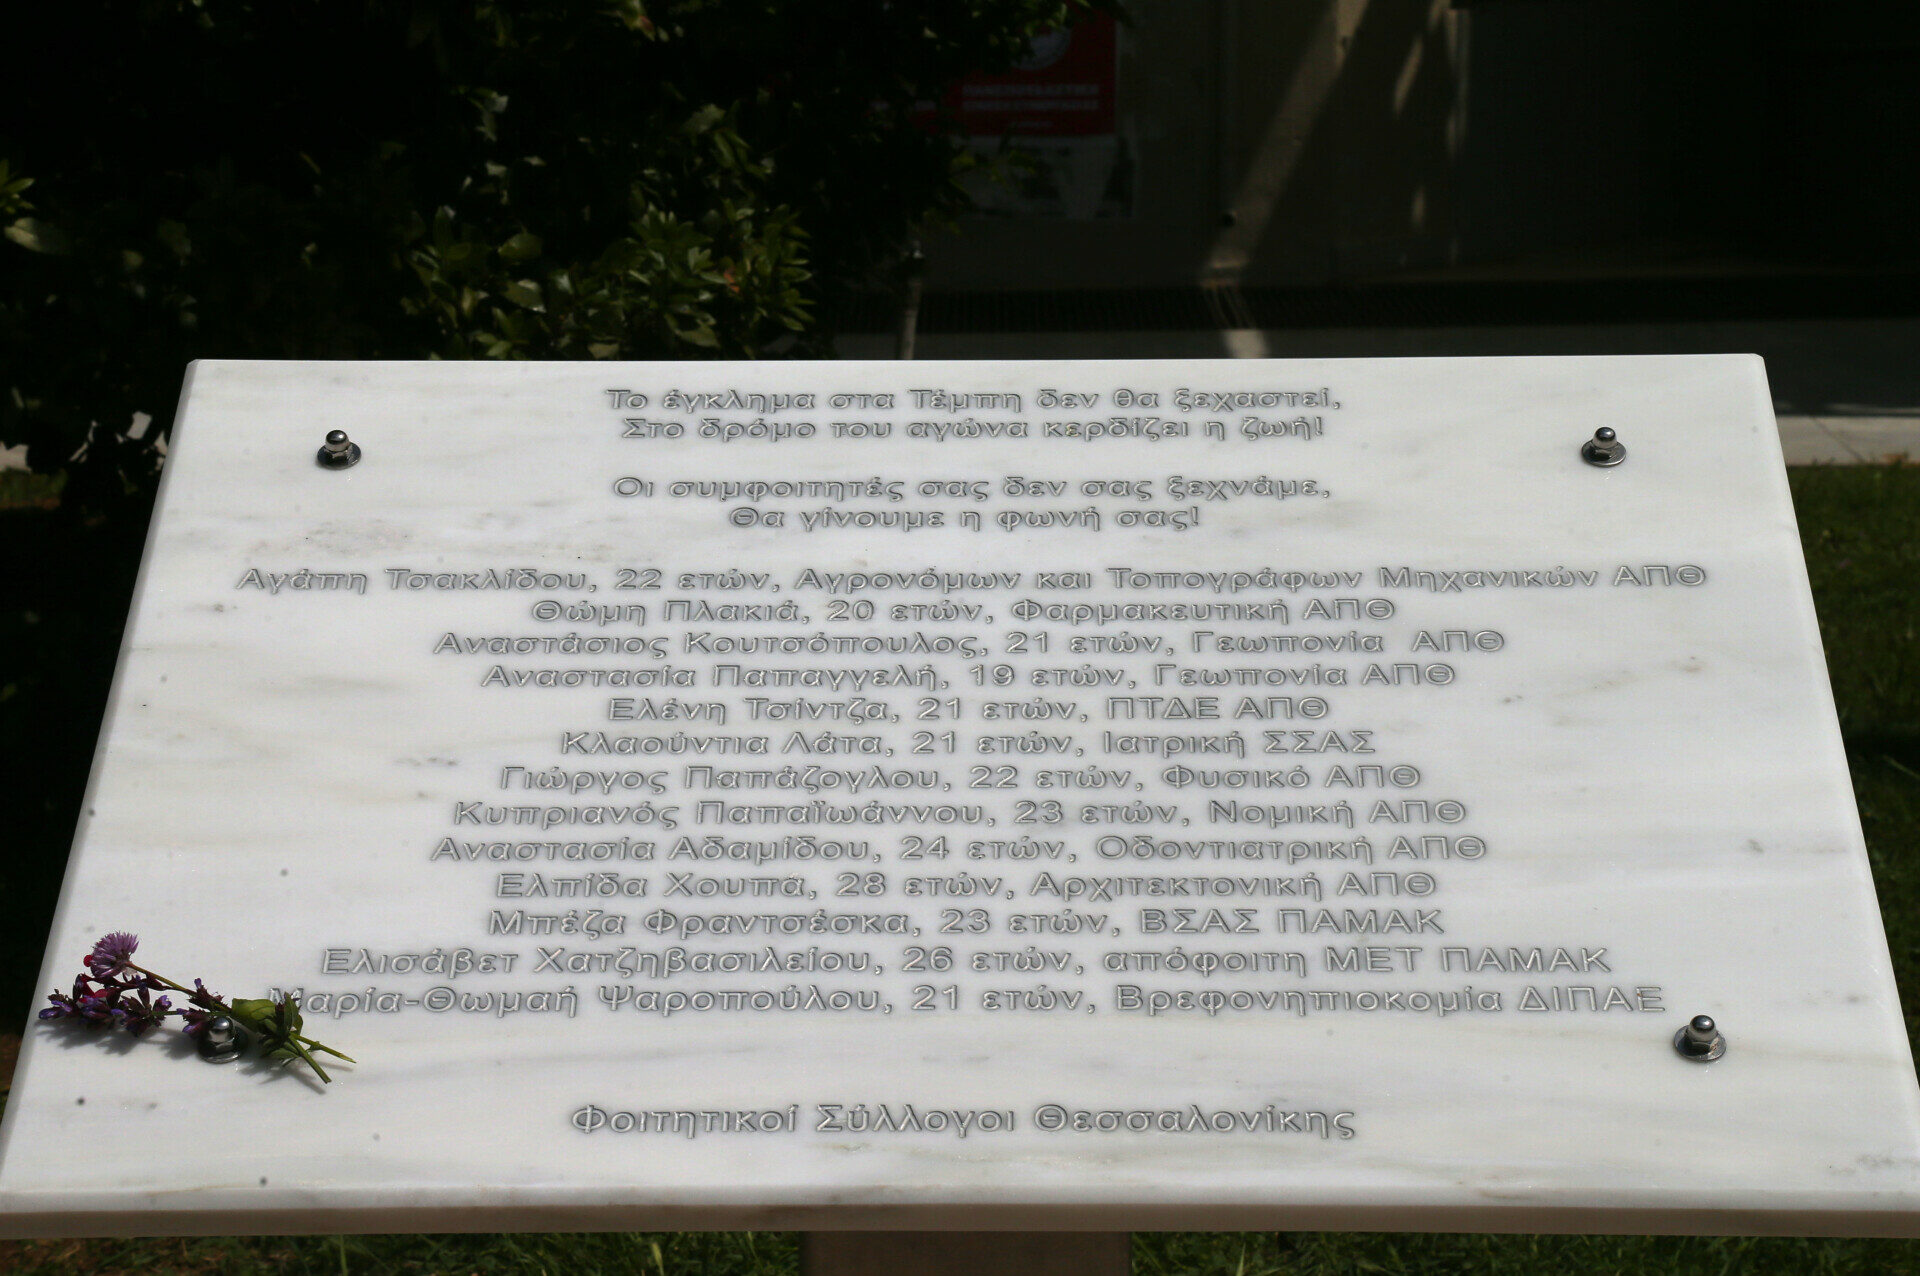 Το έγκλημα στα Τέμπη δεν θα ξεχαστεί,
Στο δρόμο του αγώνα κερδίζει η ζωή!
Οι συμφοιτητές σας δεν σας ξεχνάμε,
Θα γίνουμε η φωνή σας!
Αγάπη Τσακλίδου, 22 ετών, Αγρονόμων και Τοπογράφων Μηχανικών ΑΠΘ
Θώμη Πλακιά, 20 ετών, Φαρμακευτική ΑΠΘ
Αναστάσιος Κουτσόπουλος, 21 ετών, Γεωπονία ΑΠΘ
Αναστασία Παπαγγελή, 19 ετών, Γεωπονία ΑΠΘ
Ελένη Τσίντζα, 21 ετών, ΠΤΔΕ ΑΠΘ
Κλαούντια Λάτα, 21 ετών, Ιατρική ΣΣΑΣ
Γιώργος Παπάζογλου, 22 ετών, Φυσικό ΑΠΘ
Κυπριανός Παπαϊωάννου, 23 ετών, Νομική ΑΠΘ
Αναστασία Αδαμίδου, 24 ετών, Οδοντιατρική ΑΠΘ
Ελπίδα Χουπά, 28 ετών, Αρχιτεκτονική ΑΠΘ
Μπέζα Φραντσέσκα, 23 ετών, ΒΣΑΣ ΠΑΜΑΚ
Ελισάβετ Χατζηβασιλείου, 26 ετών, απόφοιτη ΜΕΤ ΠΑΜΑΚ
Μαρία-Θωμαή Ψαροπούλου, 21 ετών, Βρεφονηπιοκομία ΔΙΠΑΕ
Φοιτητικοί Σύλλογοι Θεσσαλονίκης